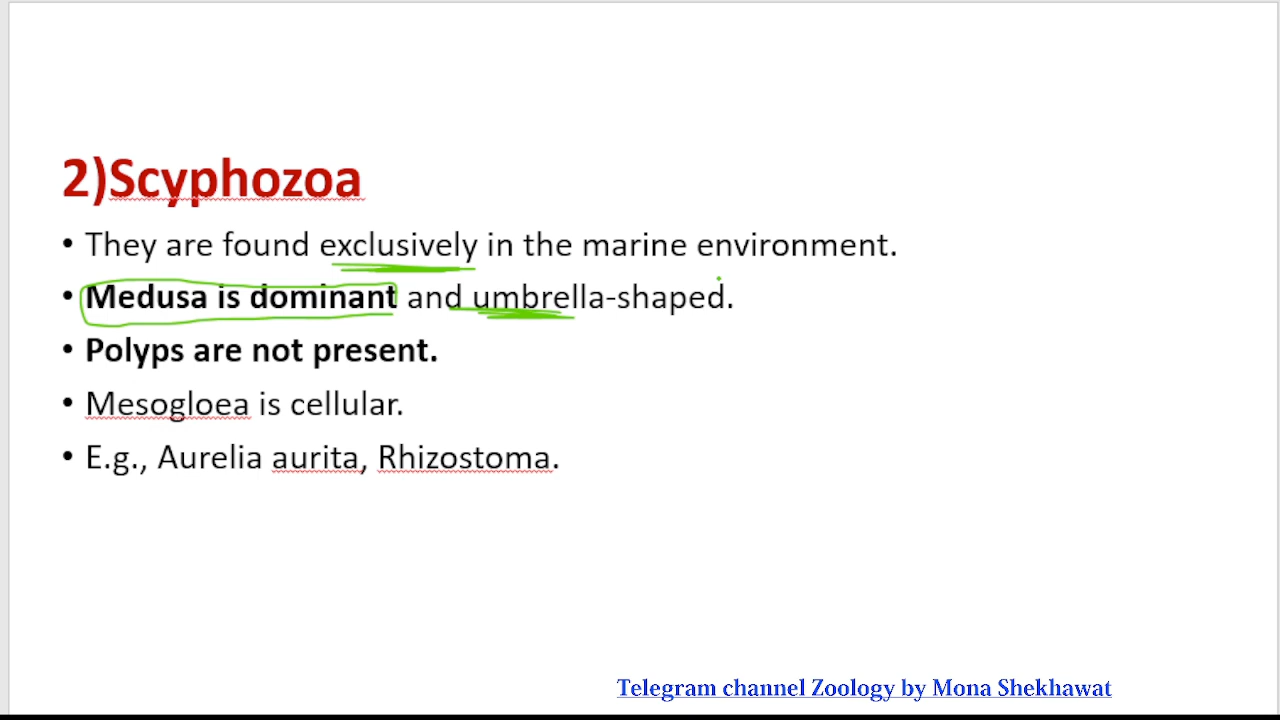 2)Scyphozoa
• They are found exclusively in the marine environment.
• Medusa is dominant and umbrella-shaped.
• Polyps are not present.
• Mesogloea is cellular.
• E.g., Aurelia aurita, Rhizostoma.
Telegram channel Zoology by Mona Shekhawat